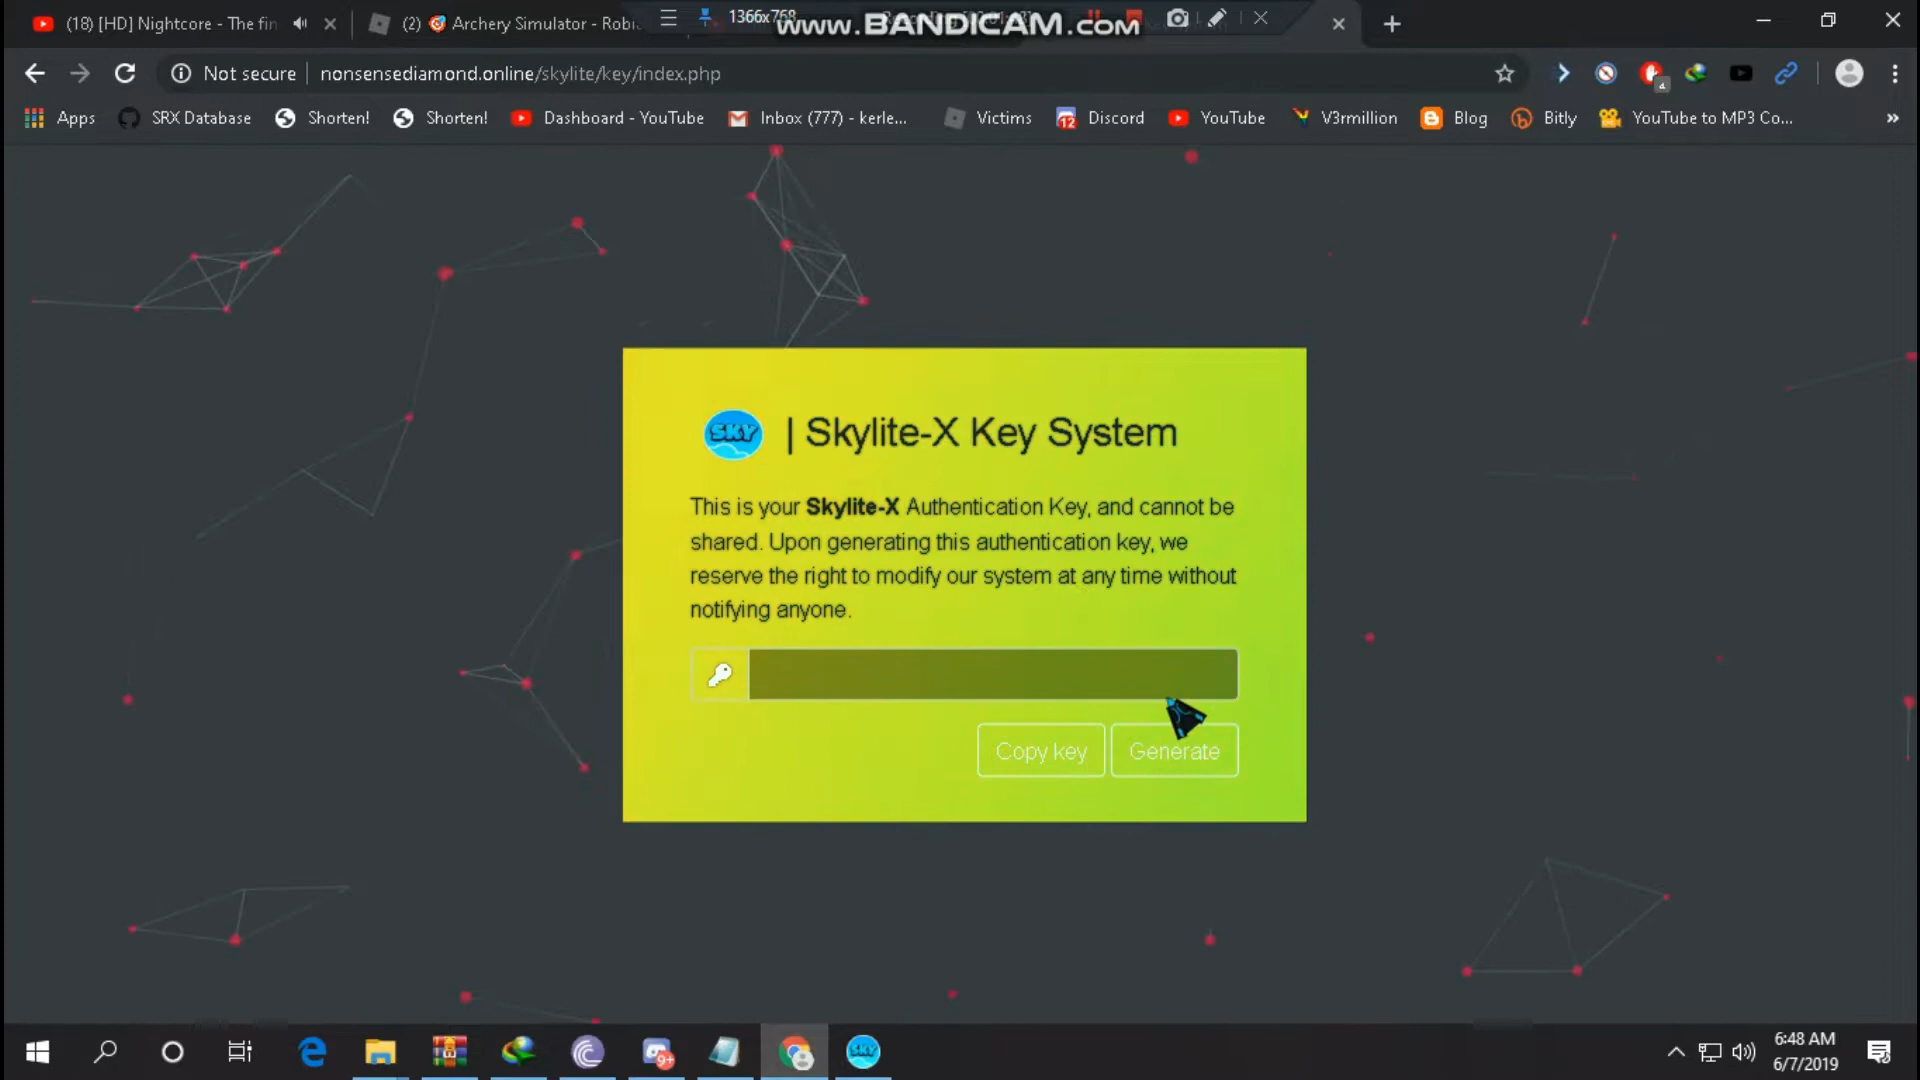 (18) [HD] Nightcore - The fin
(2) Archery Simulator - Robl
1366x768
www.BANDICAM.com
Not secure
nonsensediamond.online/skylite/key/index.php
Apps
SRX Database
Shorten!
Shorten!
Dashboard - YouTube
Inbox (777) - kerle...
Victims
12
Discord
YouTube
V3rmillion
Blog
Bitly
YouTube to MP3 Co...
»
SKY
| Skylite-X Key System
This is your Skylite-X Authentication Key, and cannot be
shared. Upon generating this authentication key, we
reserve the right to modify our system at any time without
notifying anyone.
Copy key
Generate
9+
SKY
6:48 AM
6/7/2019